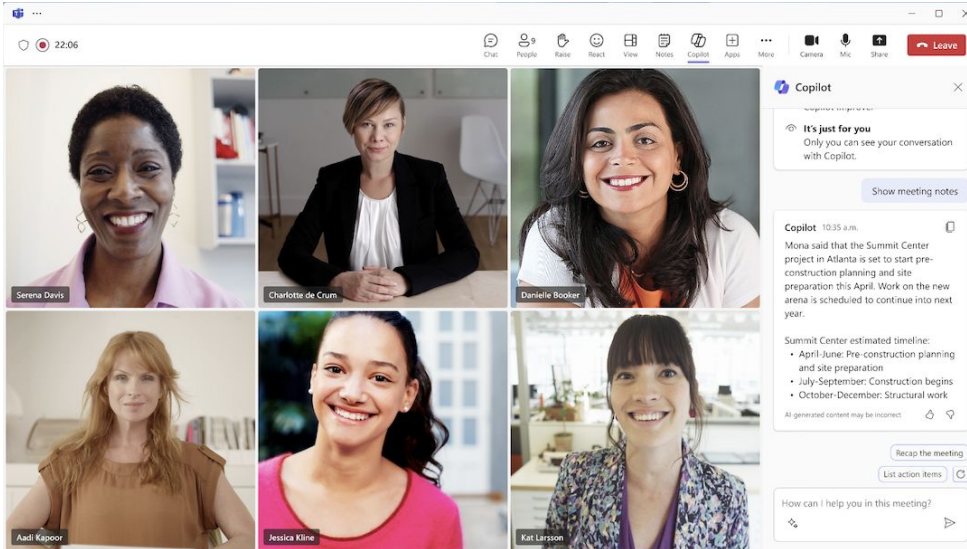 22:06
Chat
People
9
Raise
React
View
Notes
Copilot
Apps
More
Camera
Mic
Share
Leave
Serena Davis
Charlotte de Crum
Danielle Booker
Aadi Kapoor
Jessica Kline
Kat Larsson
Copilot
Copilot improve.
It's just for you
Only you can see your conversation
with Copilot.
Show meeting notes
Copilot 10:35 a.m.
Mona said that the Summit Center
project in Atlanta is set to start pre-
construction planning and site
preparation this April. Work on the new
arena is scheduled to continue into next
year.
Summit Center estimated timeline:
• April-June: Pre-construction planning
and site preparation
• July-September: Construction begins
• October-December: Structural work
AI-generated content may be incorrect
Recap the meeting
List action items
How can I help you in this meeting?